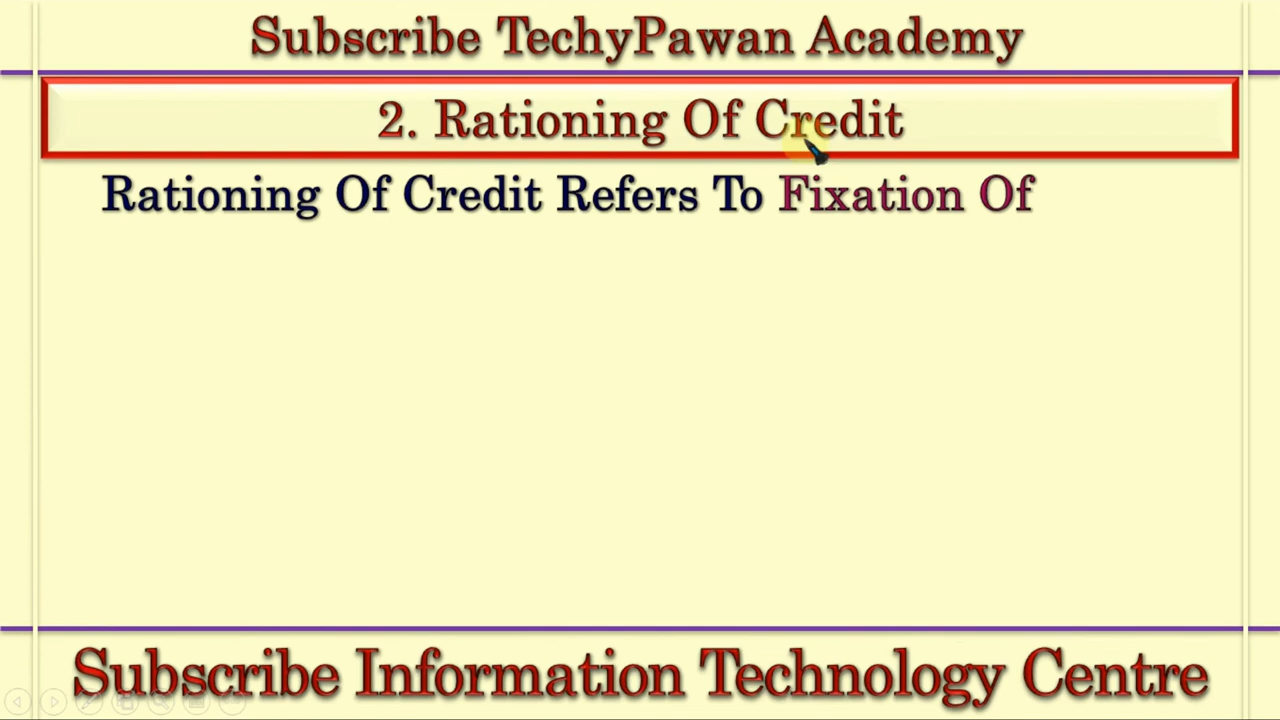 Subscribe TechyPawan Academy
2. Rationing Of Credit
Rationing Of Credit Refers To Fixation Of
Subscribe Information Technology Centre